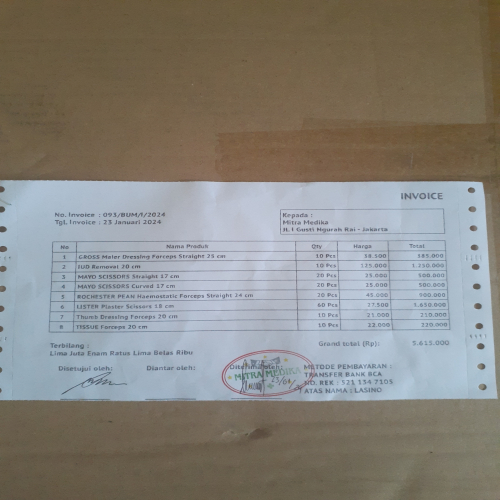 INVOICE
No. Invoice : 093/BUM/I/2024
Tgl. Invoice : 23 Januari 2024
Kepada :
Mitra Medika
JL I Gusti Ngurah Rai - Jakarta
No Nama Produk Qty Harga Total
1 GROSS Maier Dressing Forceps Straight 25 cm 10 Pcs 38.500 385.000
2 IUD Removal 20 cm 10 Pcs 125.000 1.250.000
3 MAYO SCISSORS Straight 17 cm 20 Pcs 25.000 500.000
4 MAYO SCISSORS Curved 17 cm 20 Pcs 25.000 500.000
5 ROCHESTER PEAN Haemostatic Forceps Straight 24 cm 20 Pcs 45.000 900.000
6 LISTER Plaster Scissors 18 cm 60 Pcs 27.500 1.650.000
7 Thumb Dressing Forceps 20 cm 10 Pcs 21.000 210.000
8 TISSUE Forceps 20 cm 10 Pcs 22.000 220.000
Terbilang :
Lima Juta Enam Ratus Lima Belas Ribu
Grand total (Rp): 5.615.000
Disetujui oleh: Diantar oleh: Diterima oleh:
MITRA MEDIKA
METODE PEMBAYARAN :
TRANSFER BANK BCA
NO. REK : 521 134 7105
ATAS NAMA : LASINO